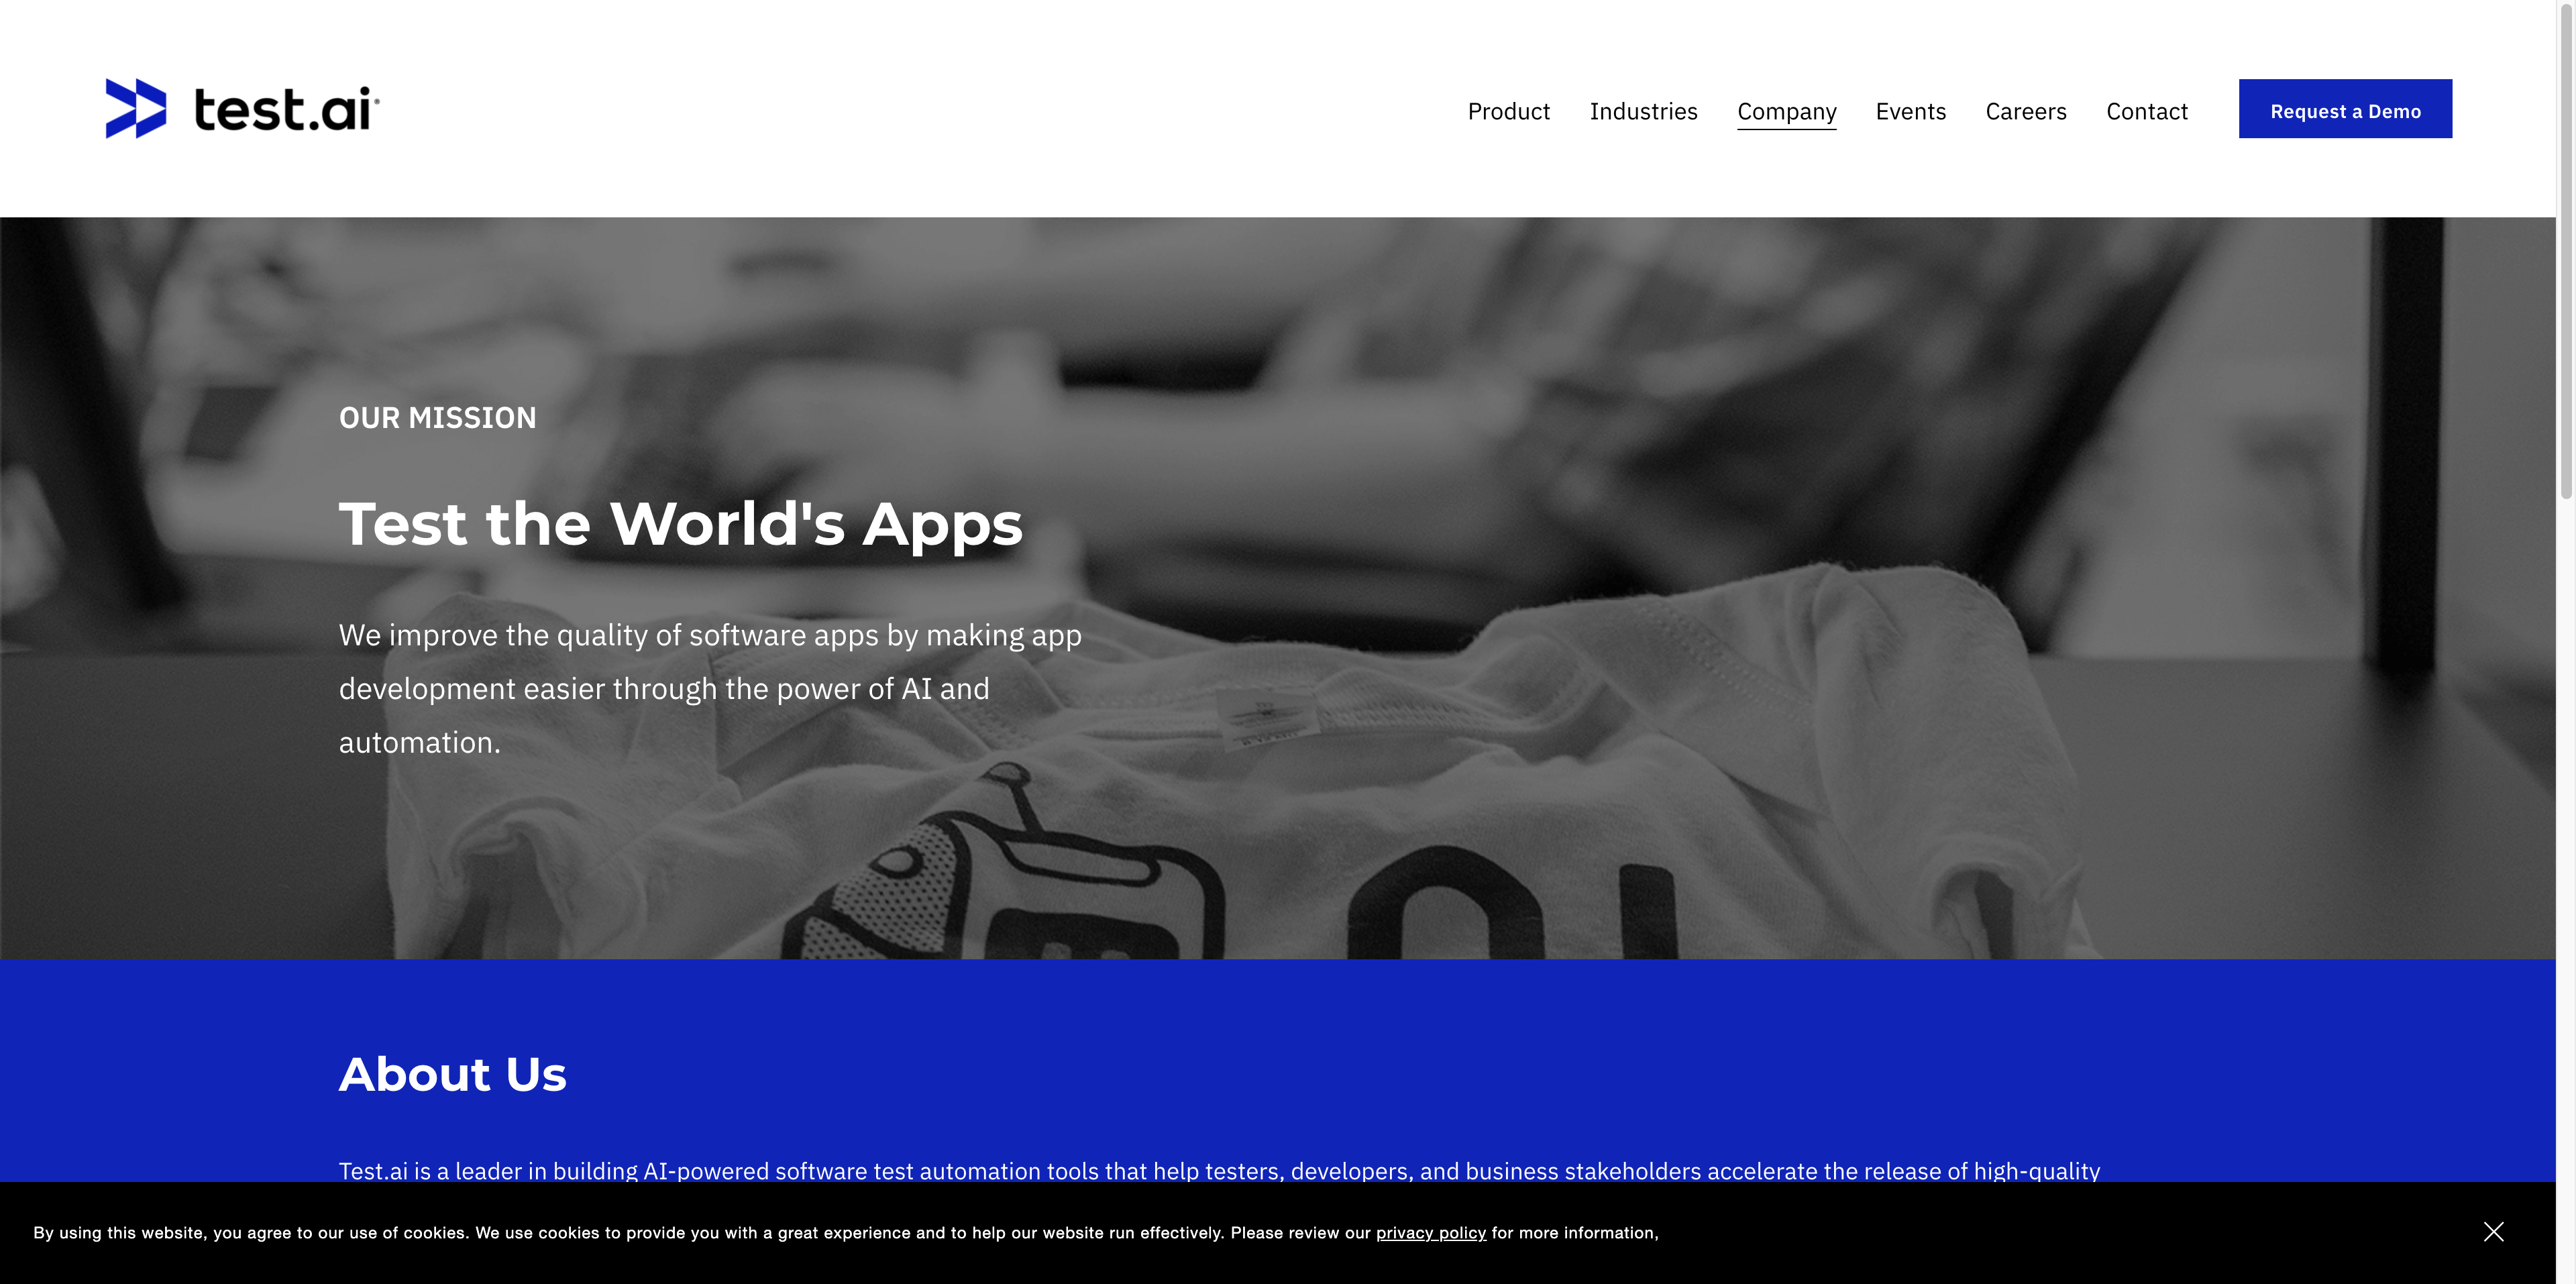 test.ai
Product Industries Company Events Careers Contact Request a Demo
OUR MISSION
Test the World's Apps
We improve the quality of software apps by making app
development easier through the power of AI and
automation.
About Us
Test.ai is a leader in building AI-powered software test automation tools that help testers, developers, and business stakeholders accelerate the release of high-quality
By using this website, you agree to our use of cookies. We use cookies to provide you with a great experience and to help our website run effectively. Please review our privacy policy for more information,